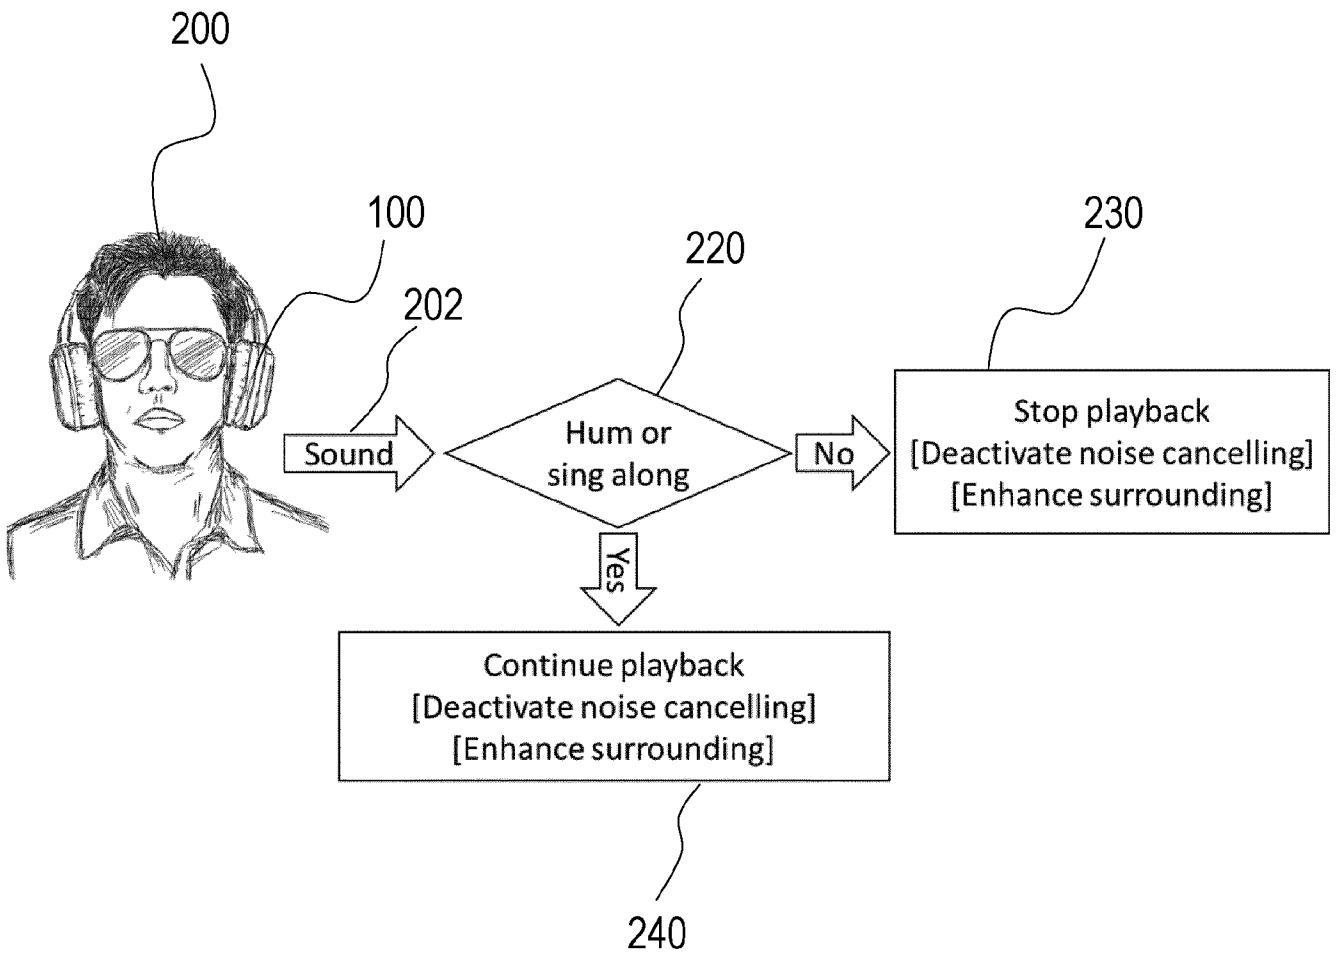 200
100
202
220
230
Sound
Hum or
sing along
No
Stop playback
[Deactivate noise cancelling]
[Enhance surrounding]
Yes
Continue playback
[Deactivate noise cancelling]
[Enhance surrounding]
240